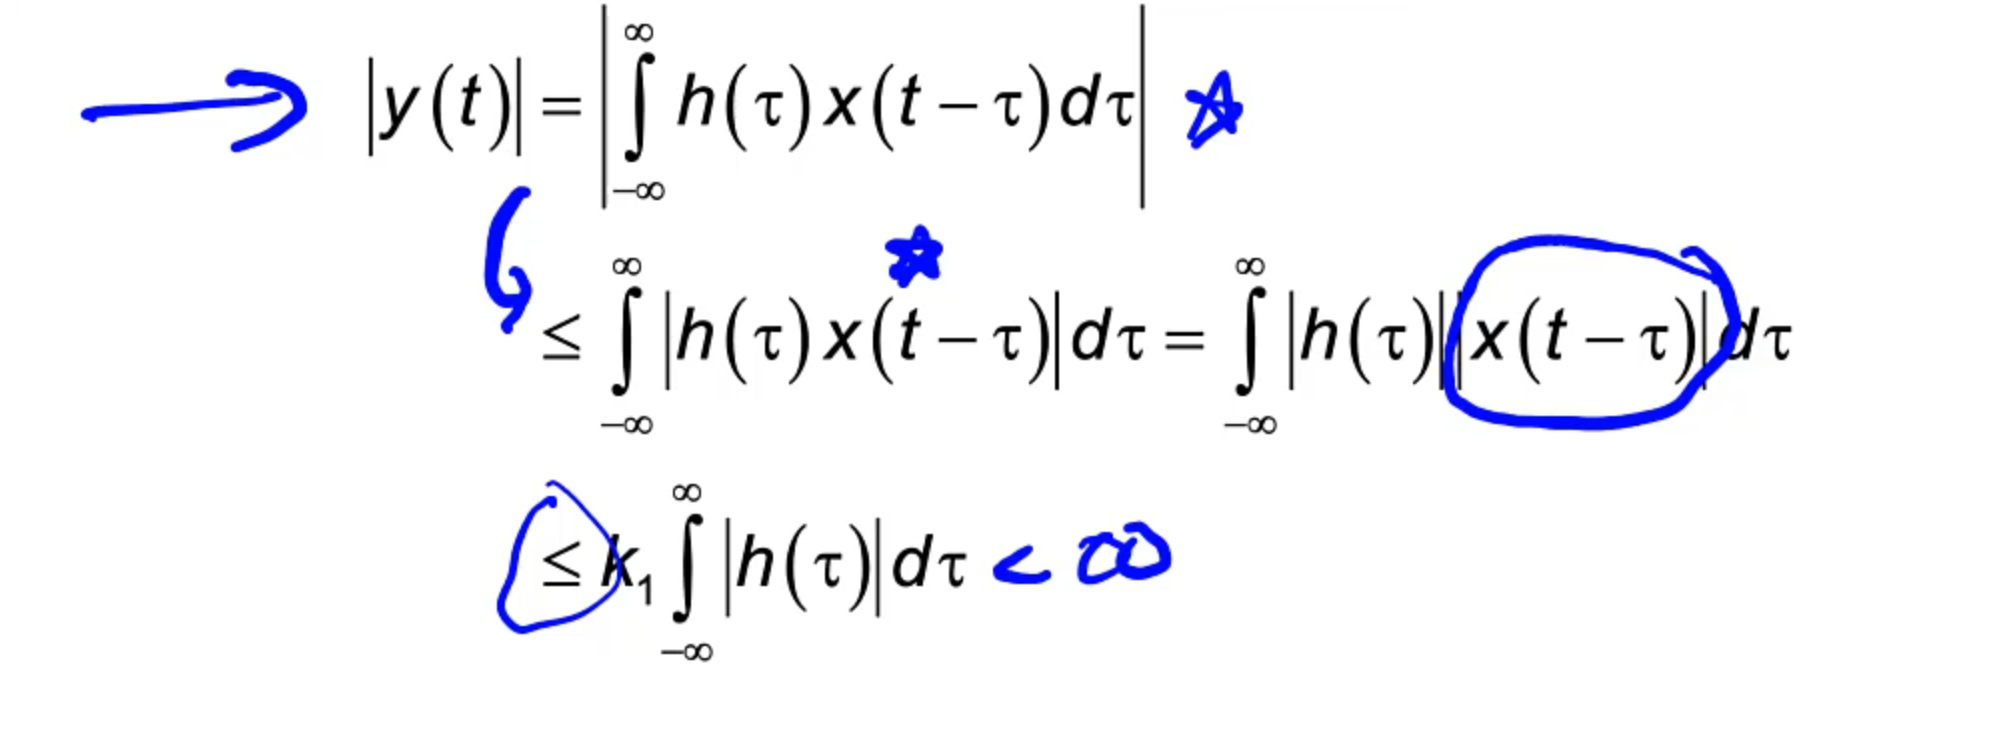 |y(t)| = |∫_{-∞}^{∞} h(τ)x(t − τ)dτ| ☆
≤ ∫_{-∞}^{∞} |h(τ)x(t − τ)|dτ = ∫_{-∞}^{∞} |h(τ)||x(t − τ)|dτ
≤ k₁ ∫_{-∞}^{∞} |h(τ)|dτ < ∞